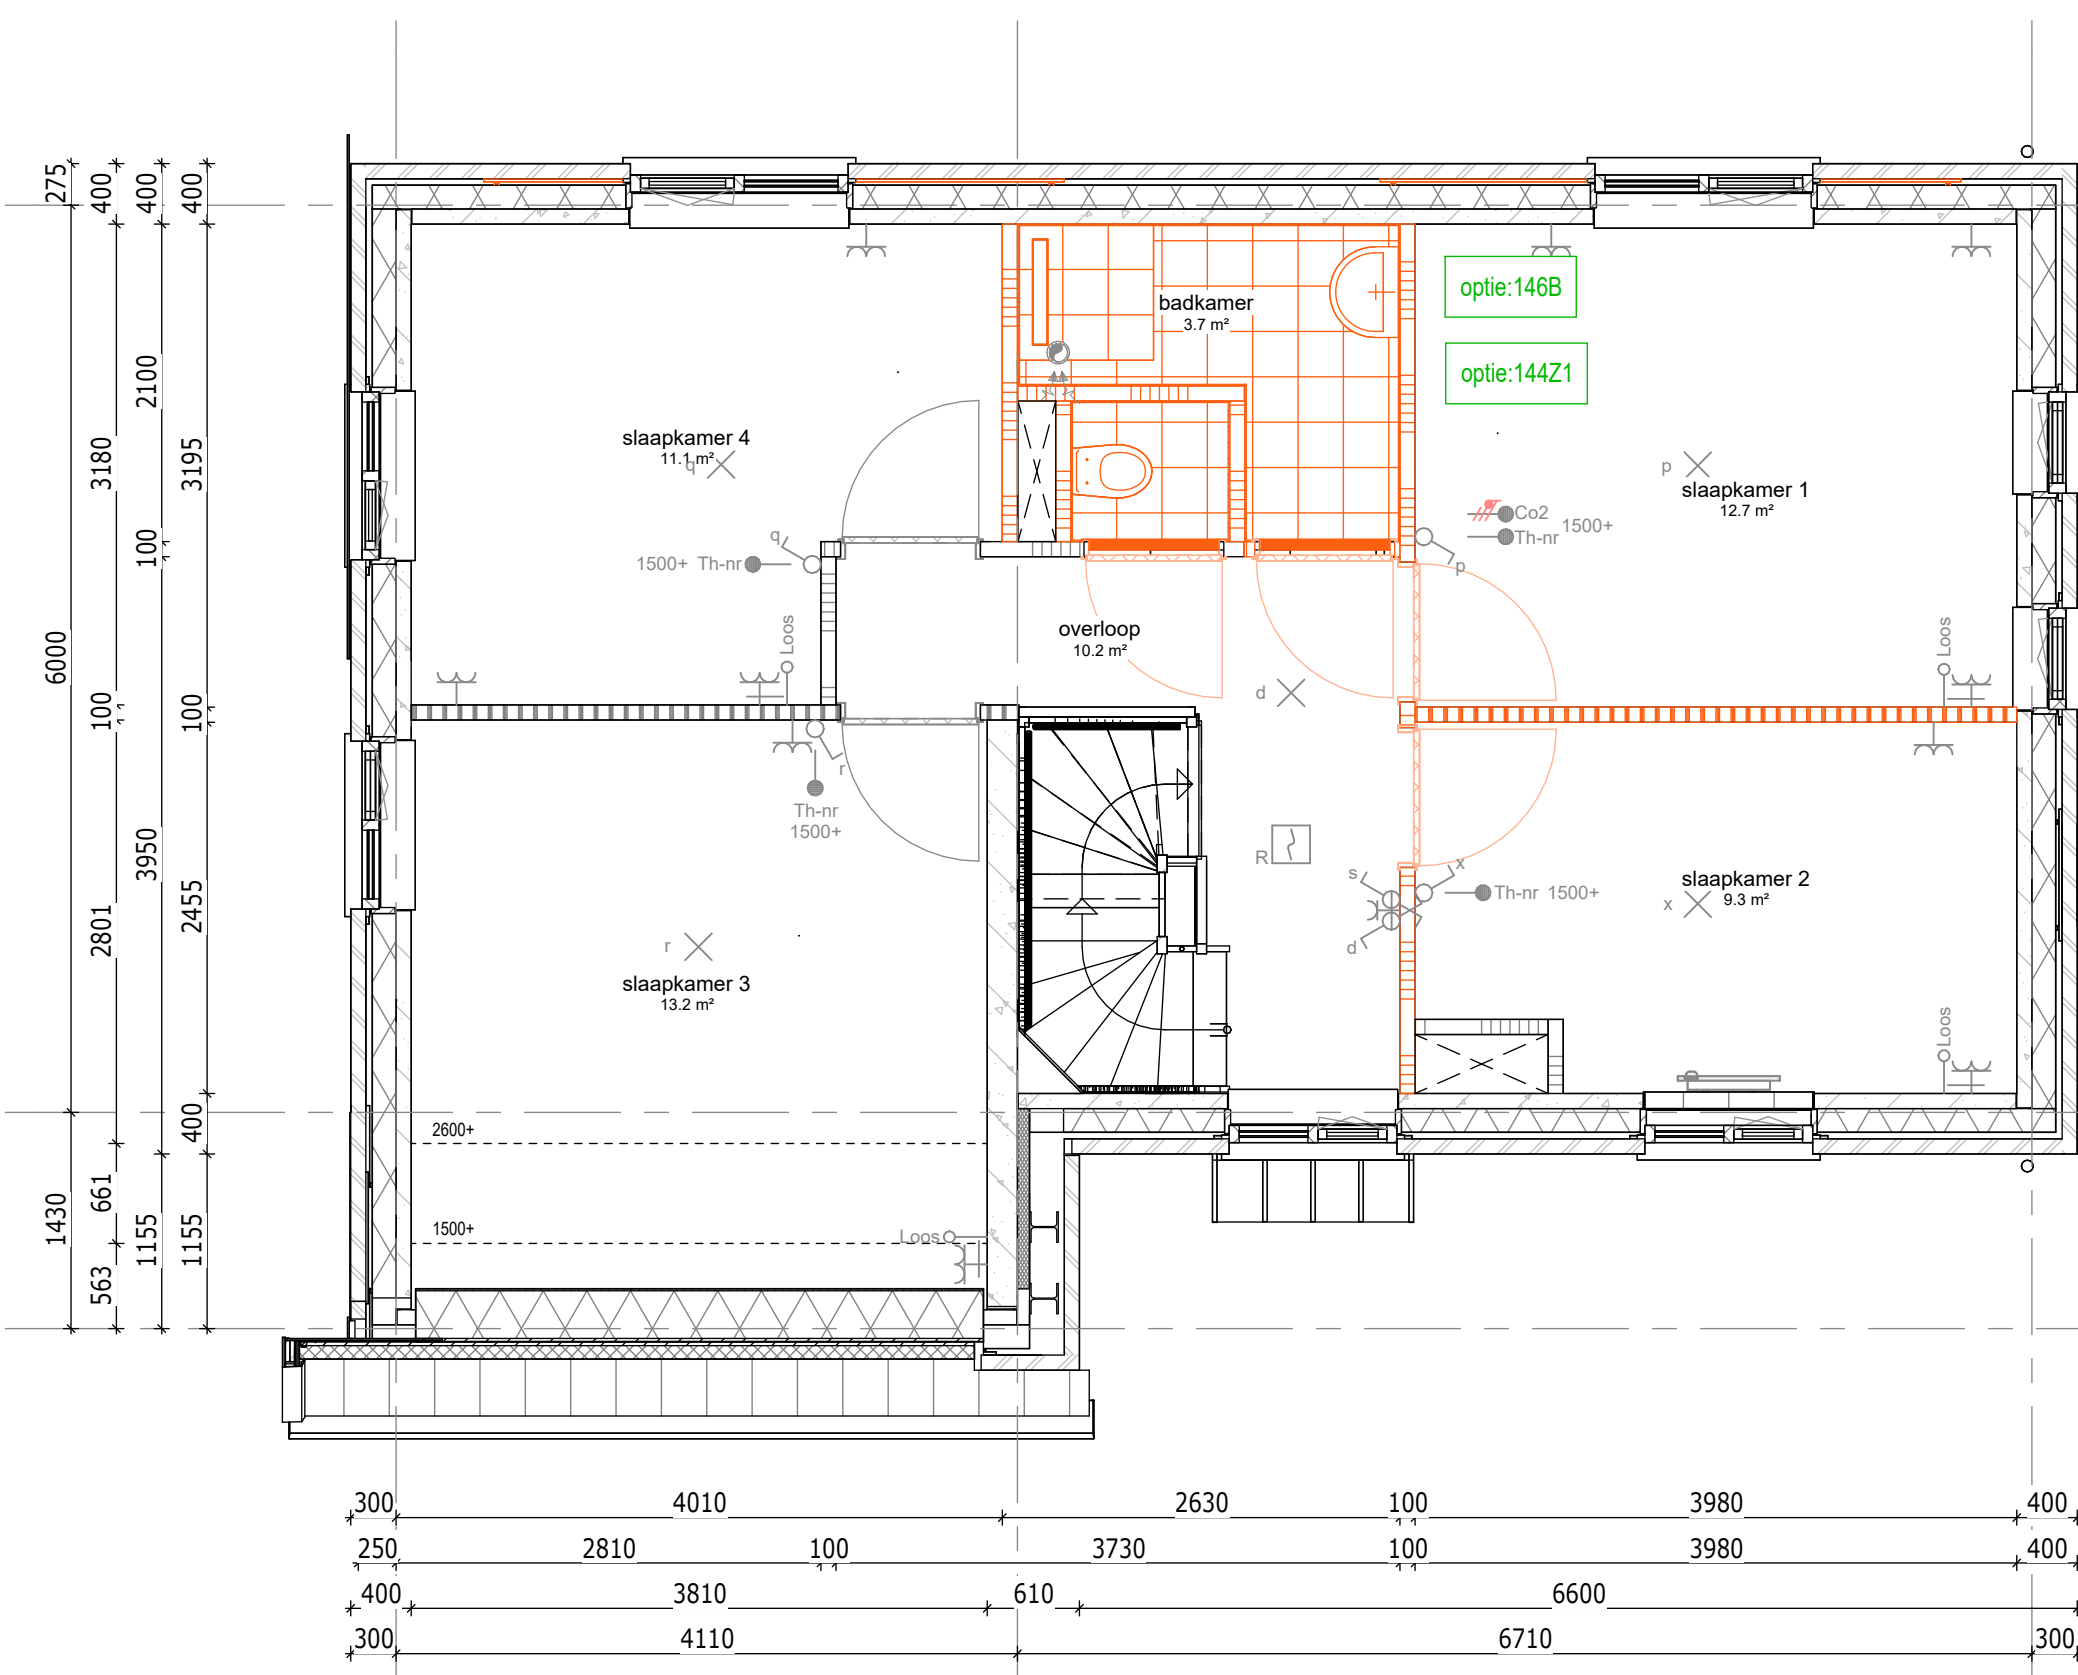 275
400
400
400
2100
3180
3195
100
6000
100
100
3950
2801
2455
400
661
1430
1155
1155
563
badkamer
3.7 m²
optie:146B
optie:144Z1
slaapkamer 4
11.1 m²
q
p
slaapkamer 1
12.7 m²
Co2
1500+
Th-nr
p
q
1500+ Th-nr
Loos
overloop
10.2 m²
d
Loos
r
Th-nr
1500+
R
s
x
Th-nr 1500+
d
slaapkamer 2
x
9.3 m²
r
slaapkamer 3
13.2 m²
Loos
2600+
1500+
Loos
300 4010 2630 100 3980 400
250 2810 100 3730 100 3980 400
400 3810 610 6600
300 4110 6710 300